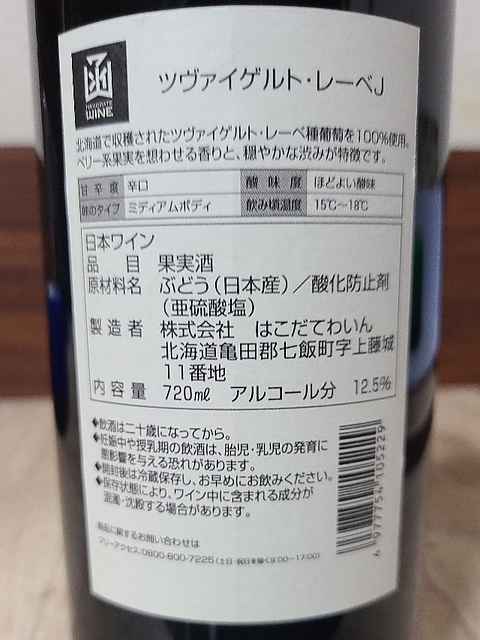 函
HAKODATE
WINE
ツヴァイゲルト・レーベJ
北海道で収穫されたツヴァイゲルト・レーベ種葡萄を100%使用。
ベリー系果実を想わせる香りと、穏やかな渋みが特徴です。
甘辛度 辛口 酸味度 ほどよい酸味
味のタイプ ミディアムボディ 飲み頃温度 15℃~18℃
日本ワイン
品目 果実酒
原材料名 ぶどう(日本産)/酸化防止剤
(亜硫酸塩)
製造者 株式会社 はこだてわいん
北海道亀田郡七飯町字上藤城
11番地
内容量 720mℓ アルコール分 12.5%
◆飲酒は二十歳になってから。
◆妊娠中や授乳期の飲酒は、胎児・乳児の発育に
悪影響を与える恐れがあります。
◆開封後は冷蔵保存し、お早めにお飲みください。
◆保存状態により、ワイン中に含まれる成分が
混濁・沈殿する場合があります。
商品に関するお問い合わせは
フリーアクセス:0800-800-7225(土日・祝日を除く9:00~17:00)
4977754105229